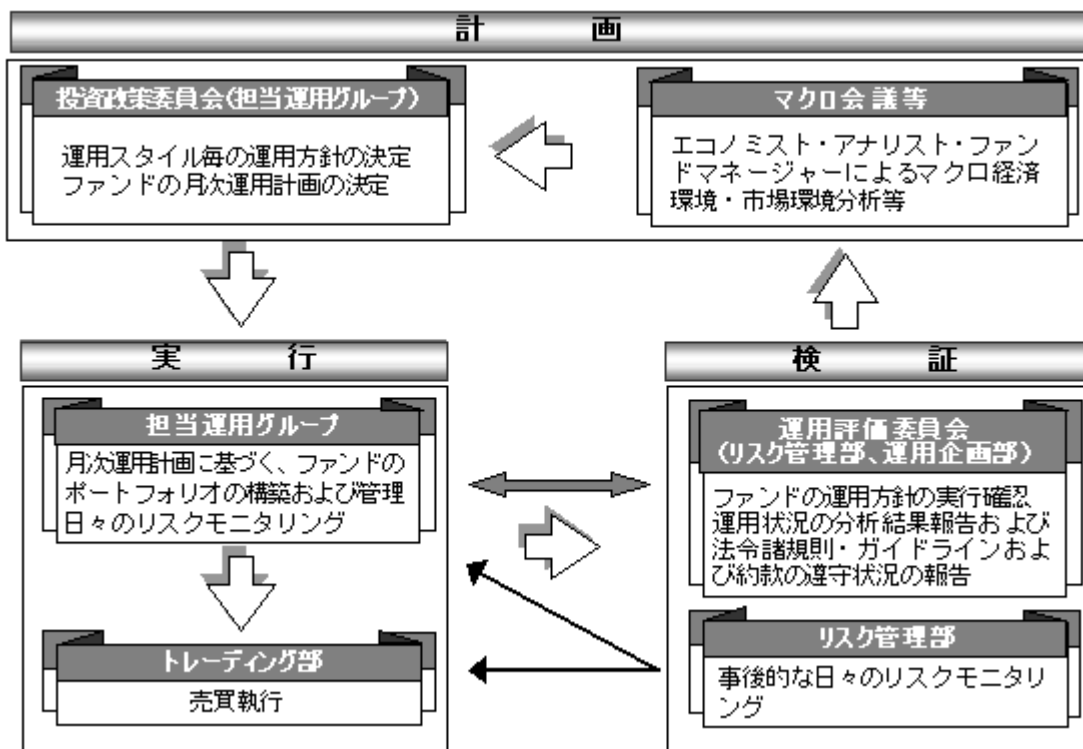 計画
投資政策委員会(担当運用グループ)
運用スタイル毎の運用方針の決定
ファンドの月次運用計画の決定
マクロ会議等
エコノミスト・アナリスト・ファン
ドマネージャーによるマクロ経済
環境・市場環境分析等
実行
担当運用グループ
月次運用計画に基づく、ファンドの
ポートフォリオの構築および管理
日々のリスクモニタリング
トレーディング部
売買執行
検証
運用評価委員会
(リスク管理部、運用企画部)
ファンドの運用方針の実行確認
運用状況の分析結果報告および
法令諸規則・ガイドラインおよ
び約款の遵守状況の報告
リスク管理部
事後的な日々のリスクモニタリ
ング